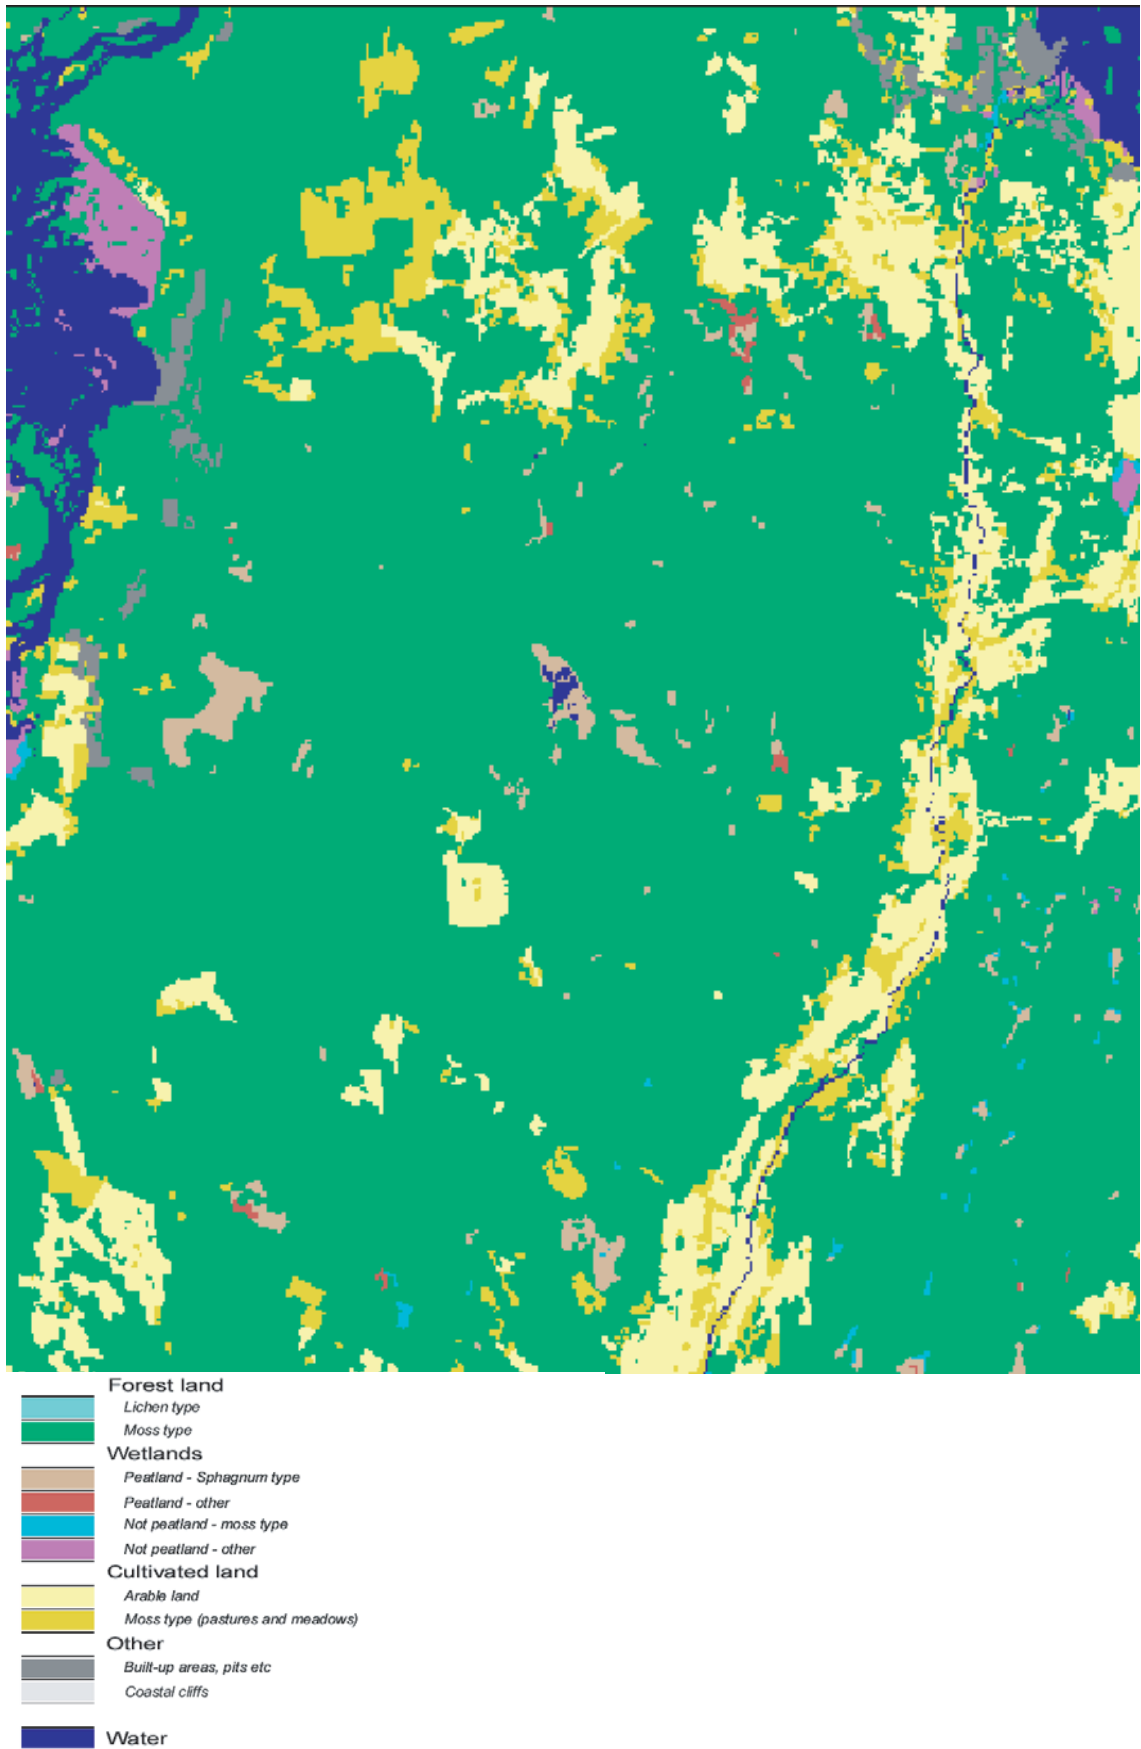 Forest land
Lichen type
Moss type
Wetlands
Peatland - Sphagnum type
Peatland - other
Not peatland - moss type
Not peatland - other
Cultivated land
Arable land
Moss type (pastures and meadows)
Other
Built-up areas, pits etc
Coastal cliffs
Water